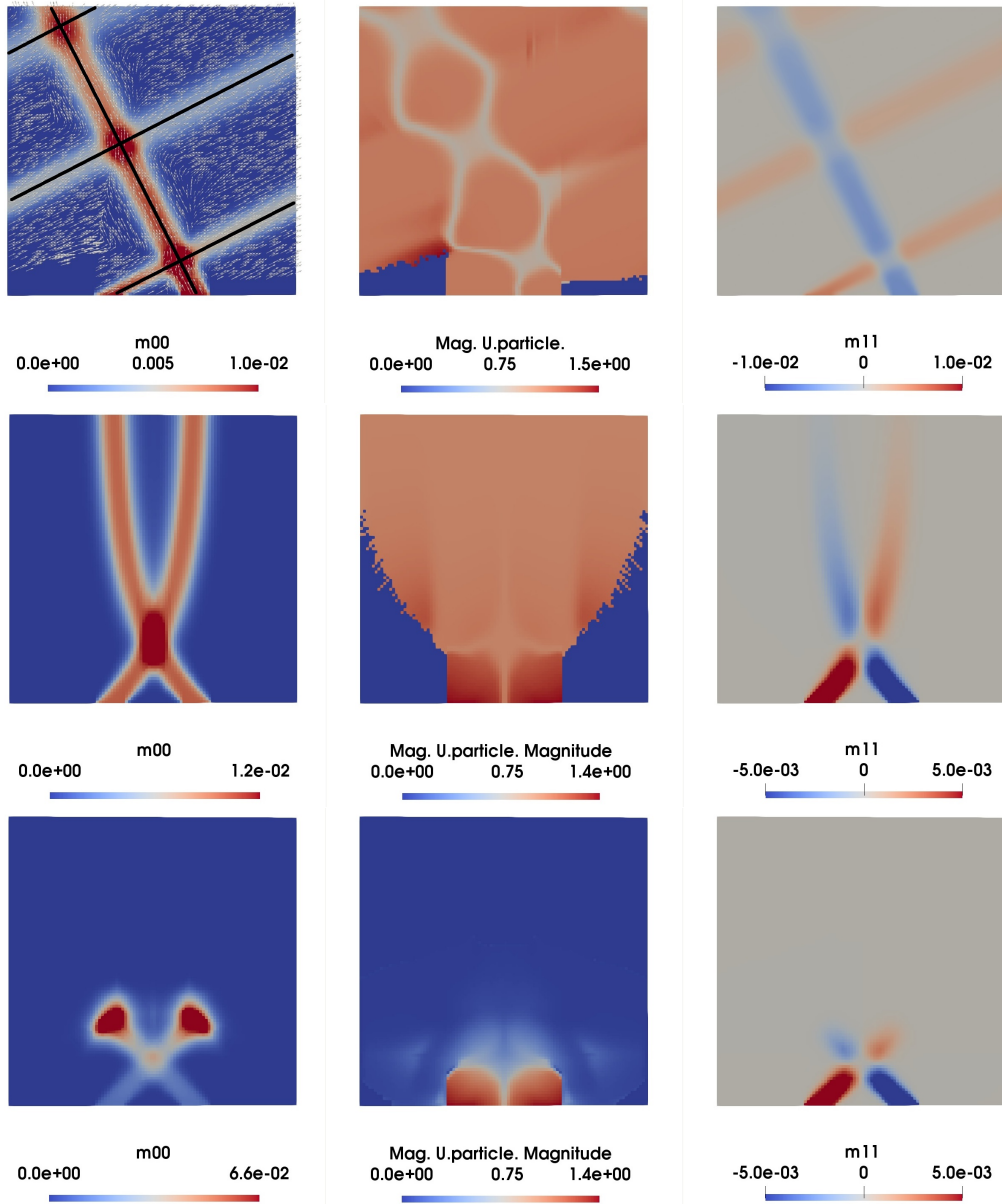 m00 Mag. U.particle. m11
0.0e+00 0.005 1.0e-02 0.0e+00 0.75 1.5e+00 -1.0e-02 0 1.0e-02
m00 Mag. U.particle. Magnitude m11
0.0e+00 1.2e-02 0.0e+00 0.75 1.4e+00 -5.0e-03 0 5.0e-03
m00 Mag. U.particle. Magnitude m11
0.0e+00 6.6e-02 0.0e+00 0.75 1.4e+00 -5.0e-03 0 5.0e-03